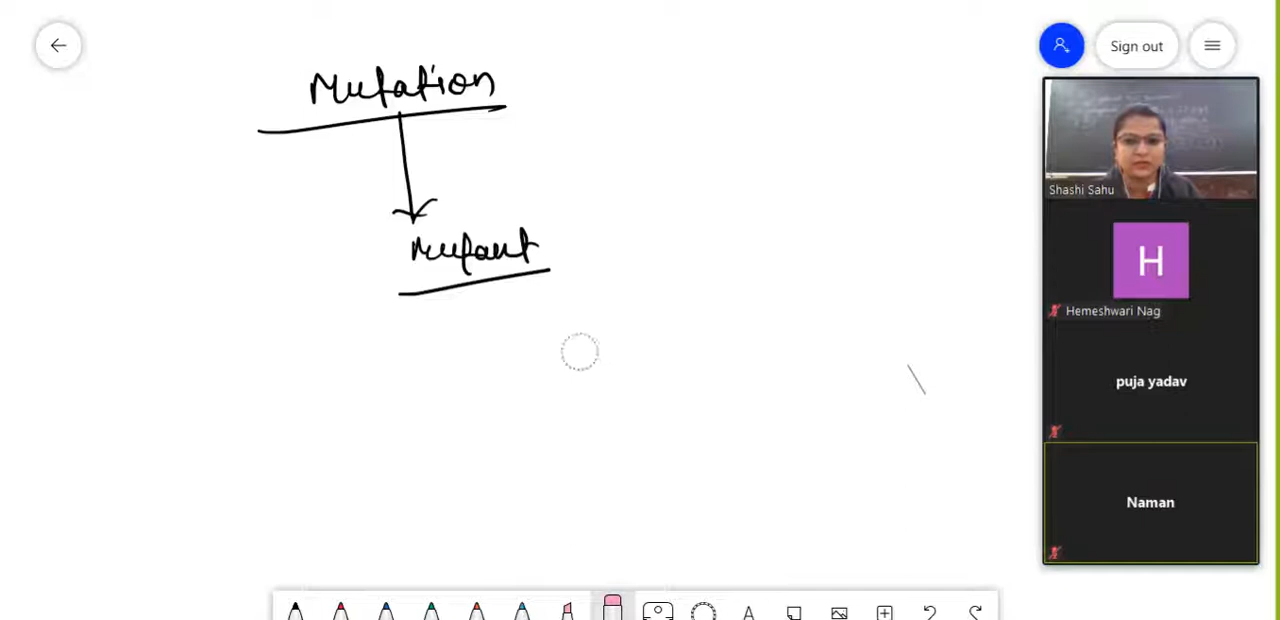 Mutation
Mutant
Sign out
Shashi Sahu
H
Hemeshwari Nag
puja yadav
Naman
A